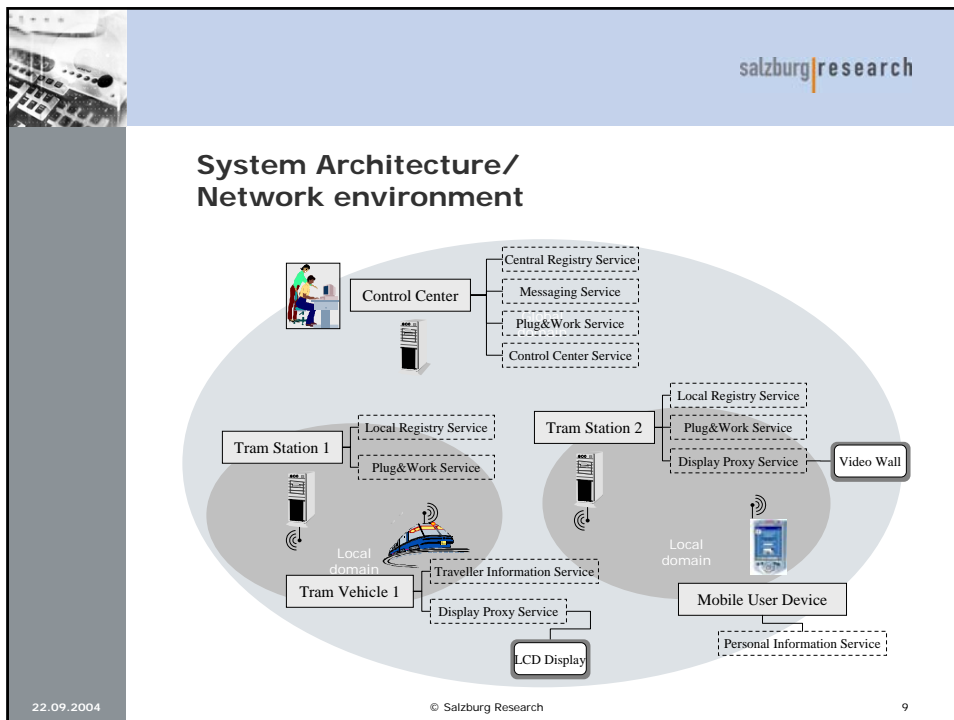 salzburg research
System Architecture/
Network environment
Control Center
Central Registry Service
Messaging Service
Plug&Work Service
Control Center Service
Tram Station 1
Local Registry Service
Plug&Work Service
Tram Station 2
Local Registry Service
Plug&Work Service
Display Proxy Service
Video Wall
Local
domain
Local
domain
Tram Vehicle 1
Traveller Information Service
Display Proxy Service
LCD Display
Mobile User Device
Personal Information Service
22.09.2004
© Salzburg Research
9